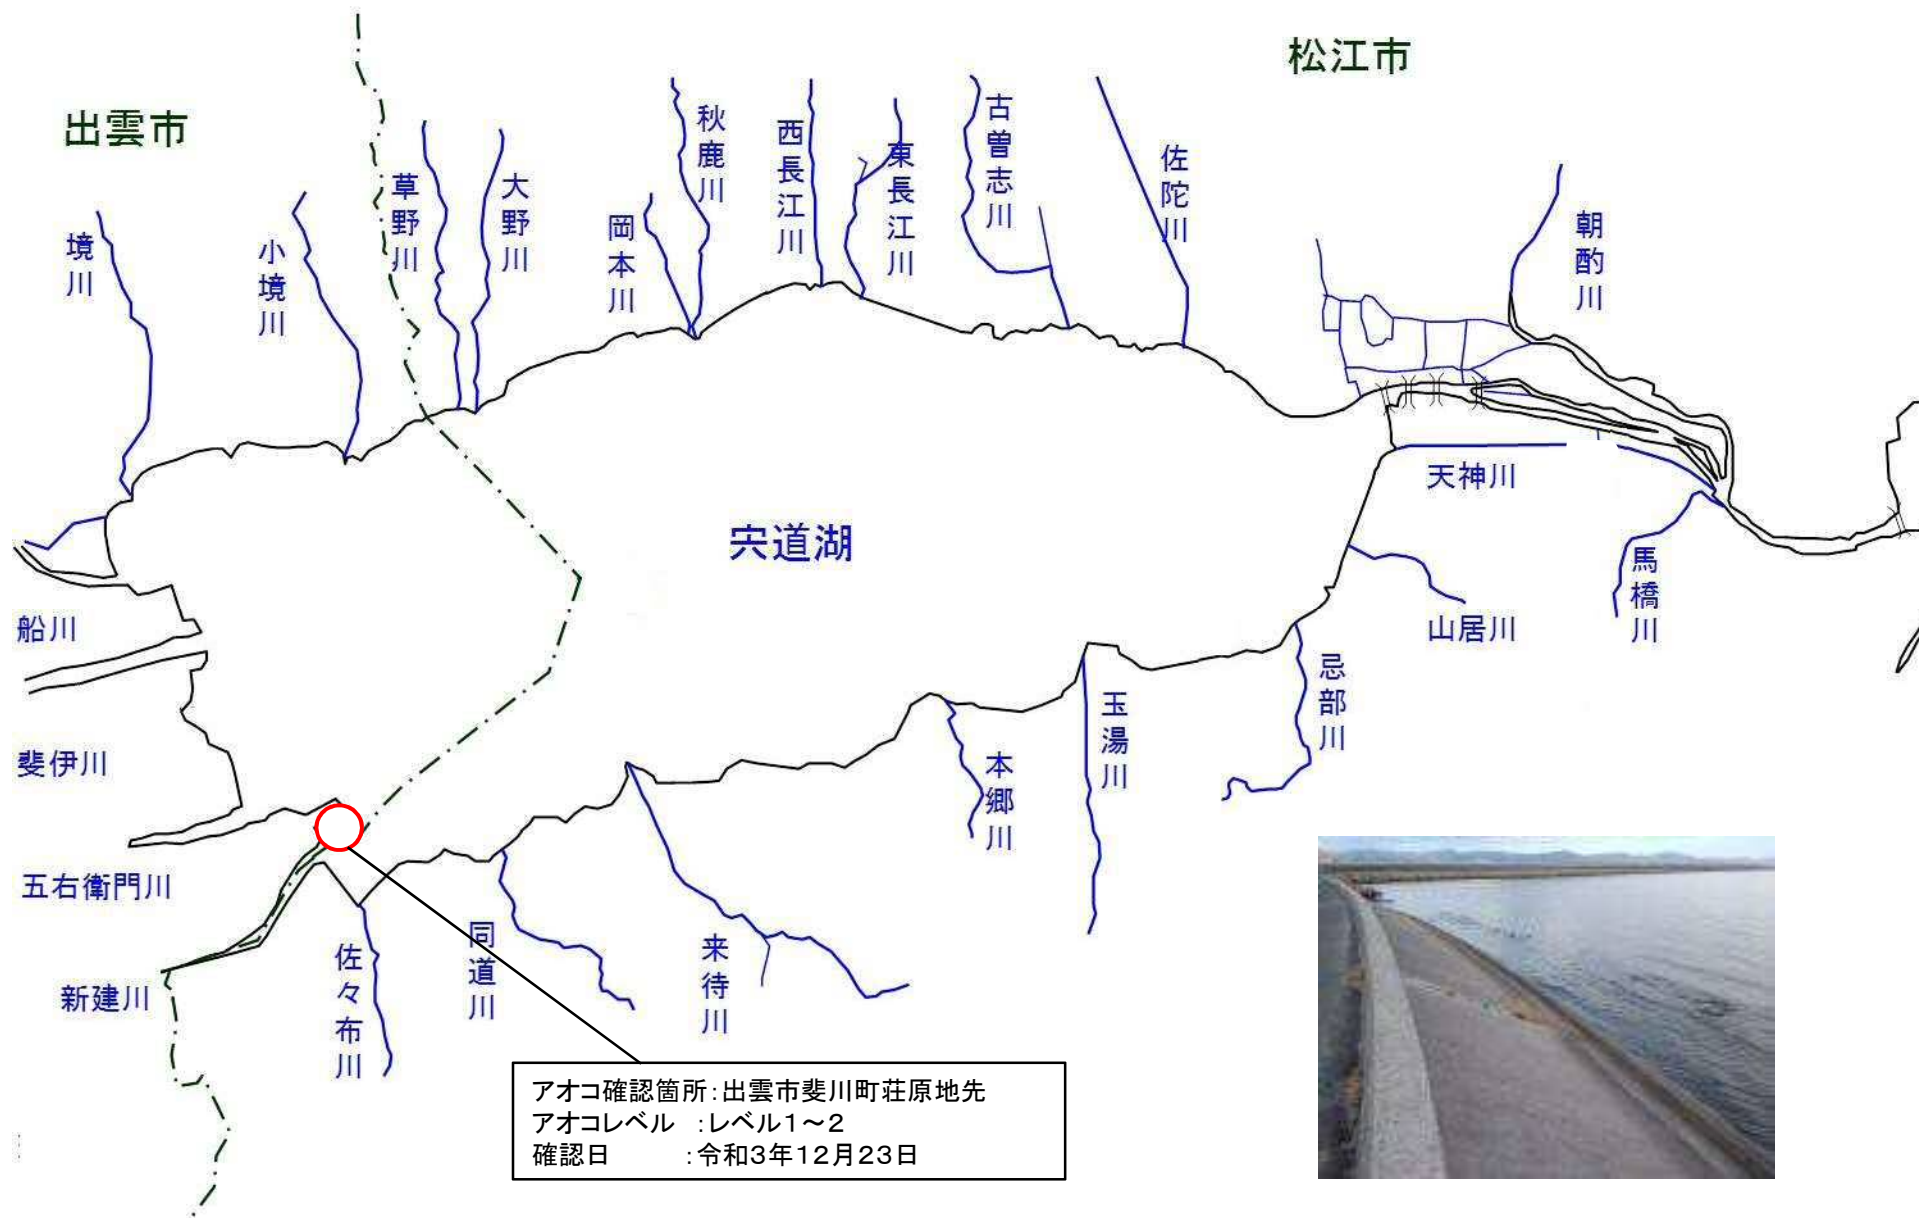 松江市
出雲市
境川
小境川
草野川
大野川
岡本川
秋鹿川
西長江川
東長江川
古曽志川
佐陀川
朝酌川
宍道湖
天神川
馬橋川
山居川
忌部川
玉湯川
本郷川
船川
斐伊川
五右衛門川
新建川
佐々布川
同道川
来待川
アオコ確認箇所:出雲市斐川町荘原地先
アオコレベル :レベル1～2
確認日 :令和3年12月23日